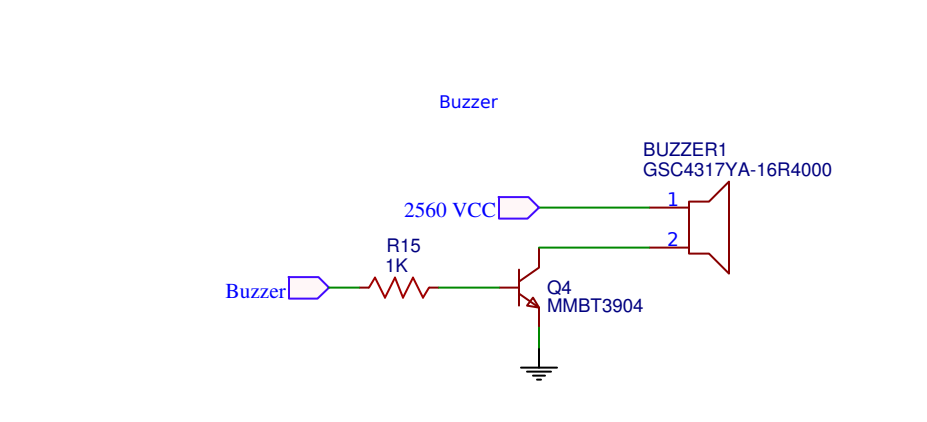 Buzzer
BUZZER1
GSC4317YA-16R4000
1
2560 VCC
2
R15
1K
Buzzer
Q4
MMBT3904